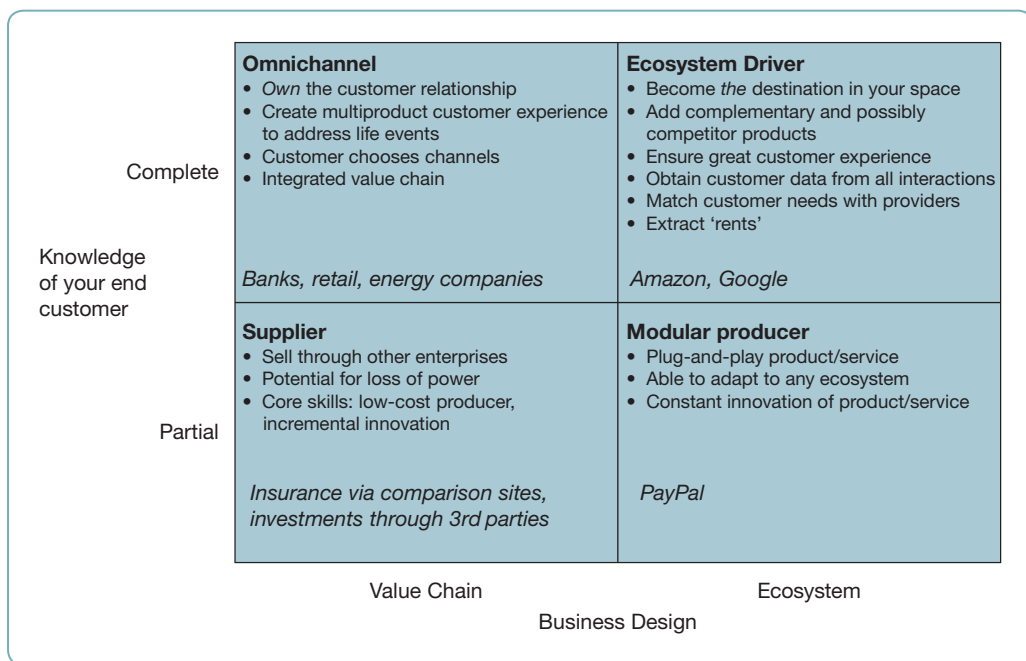 Omnichannel
• Own the customer relationship
• Create multiproduct customer experience
to address life events
• Customer chooses channels
• Integrated value chain
Banks, retail, energy companies
Ecosystem Driver
• Become the destination in your space
• Add complementary and possibly
competitor products
• Ensure great customer experience
• Obtain customer data from all interactions
• Match customer needs with providers
• Extract ‘rents’
Amazon, Google
Complete
Knowledge
of your end
customer
Partial
Supplier
• Sell through other enterprises
• Potential for loss of power
• Core skills: low-cost producer,
incremental innovation
Insurance via comparison sites,
investments through 3rd parties
Modular producer
• Plug-and-play product/service
• Able to adapt to any ecosystem
• Constant innovation of product/service
PayPal
Value Chain
Ecosystem
Business Design